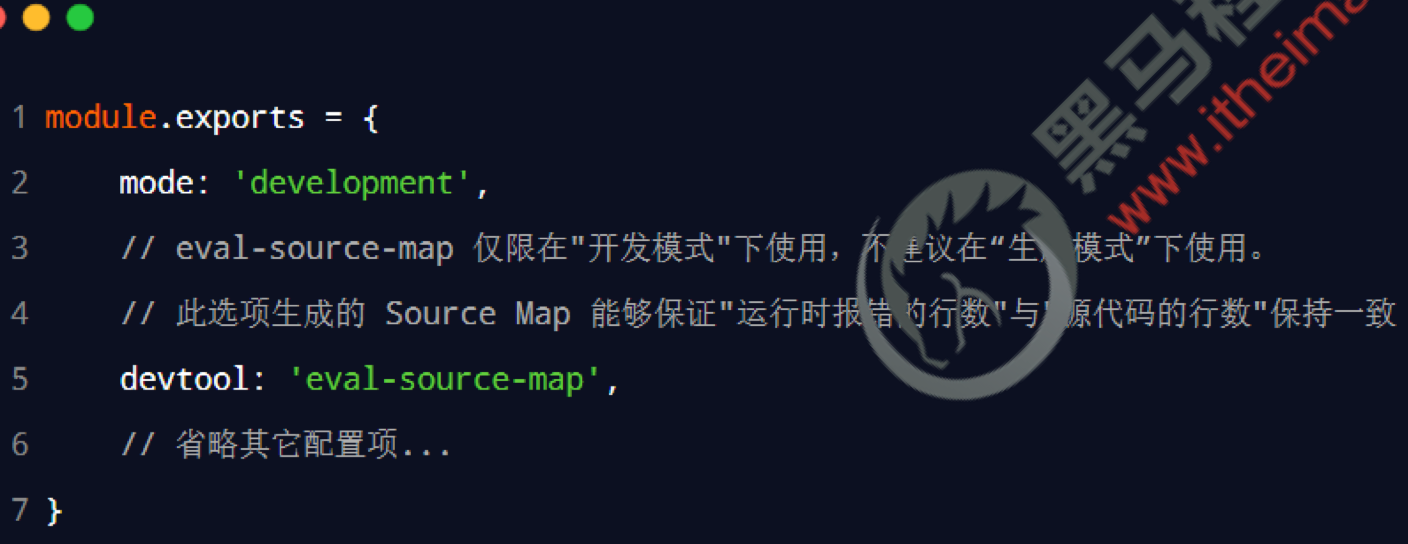 1 module.exports = {
2 mode: 'development',
3 // eval-source-map 仅限在"开发模式"下使用，不建议在“生产模式”下使用。
4 // 此选项生成的 Source Map 能够保证"运行时报错的行数"与"源代码的行数"保持一致
5 devtool: 'eval-source-map',
6 // 省略其它配置项...
7 }
黑马程
www.itheima